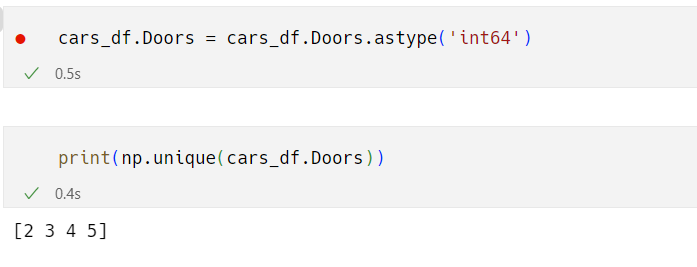 cars_df.Doors = cars_df.Doors.astype('int64')
0.5s
print(np.unique(cars_df.Doors))
0.4s
[2 3 4 5]